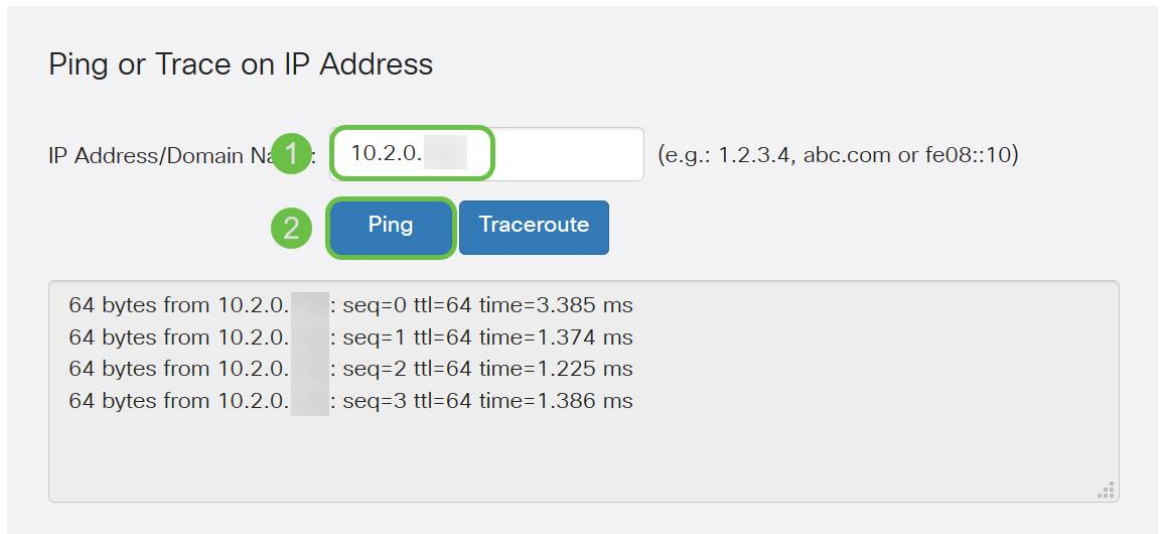 Ping or Trace on IP Address
IP Address/Domain Na 1 : 10.2.0. (e.g.: 1.2.3.4, abc.com or fe08::10)
2 Ping Traceroute
64 bytes from 10.2.0. : seq=0 ttl=64 time=3.385 ms
64 bytes from 10.2.0. : seq=1 ttl=64 time=1.374 ms
64 bytes from 10.2.0. : seq=2 ttl=64 time=1.225 ms
64 bytes from 10.2.0. : seq=3 ttl=64 time=1.386 ms